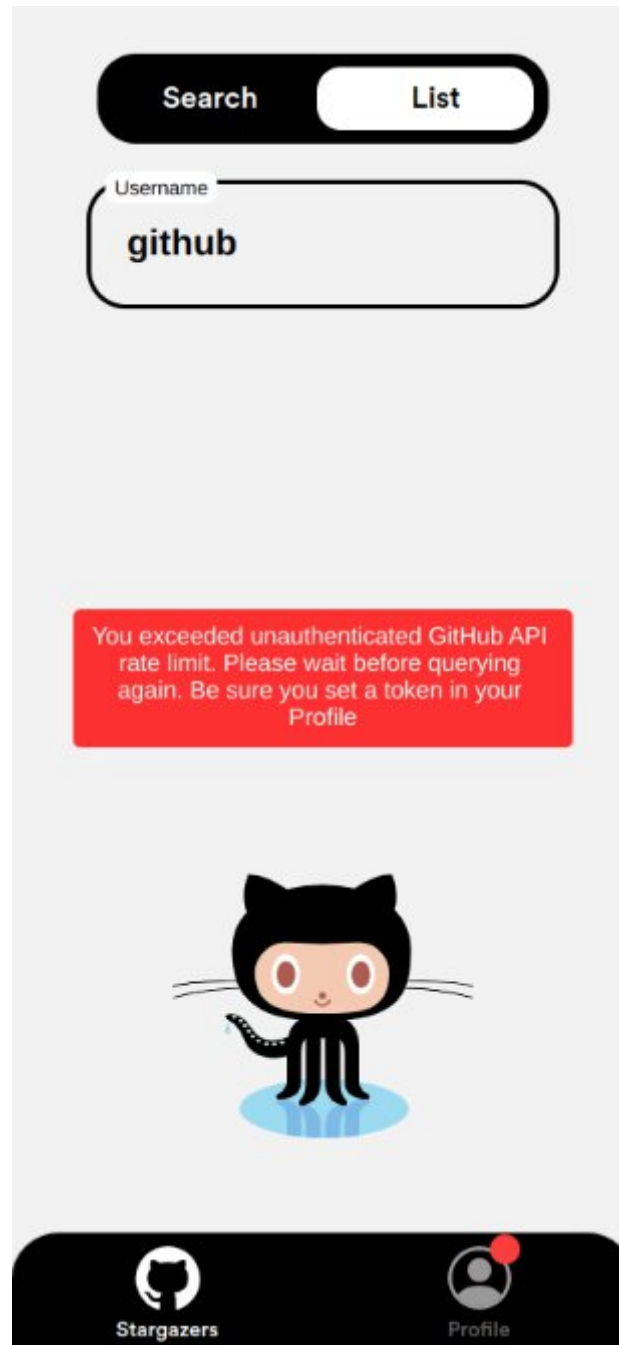 Search
List
Username
github
You exceeded unauthenticated GitHub API
rate limit. Please wait before querying
again. Be sure you set a token in your
Profile
Stargazers
Profile